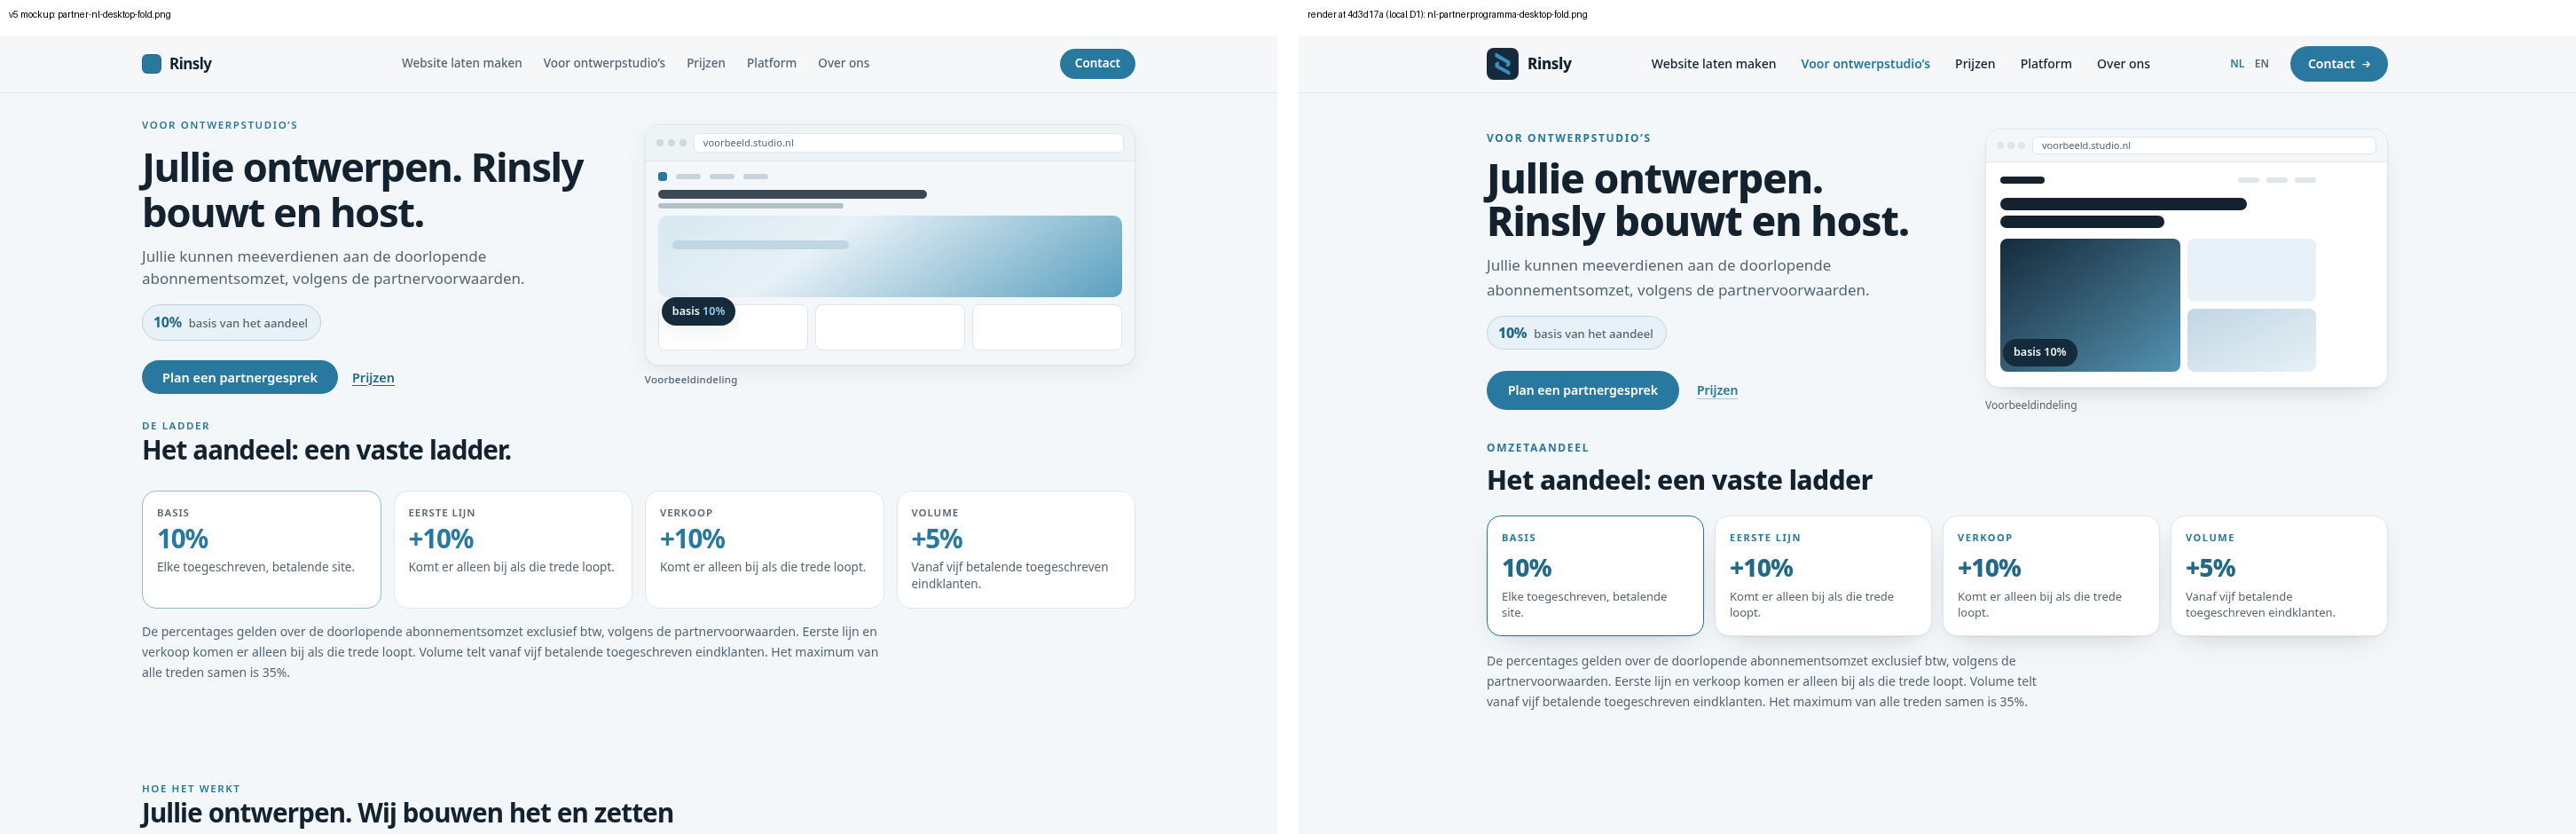 v5 mockup: partner-nl-desktop-fold.png
Rinsly
Website laten maken
Voor ontwerpstudio’s
Prijzen
Platform
Over ons
Contact
VOOR ONTWERPSTUDIO’S
Jullie ontwerpen. Rinsly
bouwt en host.
Jullie kunnen meeverdienen aan de doorlopende
abonnementsomzet, volgens de partnervoorwaarden.
10% basis van het aandeel
Plan een partnergesprek
Prijzen
voorbeeld.studio.nl
basis 10%
Voorbeeldindeling
DE LADDER
Het aandeel: een vaste ladder.
BASIS
10%
Elke toegeschreven, betalende site.
EERSTE LIJN
+10%
Komt er alleen bij als die trede loopt.
VERKOOP
+10%
Komt er alleen bij als die trede loopt.
VOLUME
+5%
Vanaf vijf betalende toegeschreven
eindklanten.
De percentages gelden over de doorlopende abonnementsomzet exclusief btw, volgens de partnervoorwaarden. Eerste lijn en
verkoop komen er alleen bij als die trede loopt. Volume telt vanaf vijf betalende toegeschreven eindklanten. Het maximum van
alle treden samen is 35%.
HOE HET WERKT
Jullie ontwerpen. Wij bouwen het en zetten
render at 4d3d17a (local D1): nl-partnerprogramma-desktop-fold.png
Rinsly
Website laten maken
Voor ontwerpstudio’s
Prijzen
Platform
Over ons
NL · EN
Contact →
VOOR ONTWERPSTUDIO’S
Jullie ontwerpen.
Rinsly bouwt en host.
Jullie kunnen meeverdienen aan de doorlopende
abonnementsomzet, volgens de partnervoorwaarden.
10% basis van het aandeel
Plan een partnergesprek
Prijzen
voorbeeld.studio.nl
basis 10%
Voorbeeldindeling
OMZETAANDEEL
Het aandeel: een vaste ladder
BASIS
10%
Elke toegeschreven, betalende
site.
EERSTE LIJN
+10%
Komt er alleen bij als die trede
loopt.
VERKOOP
+10%
Komt er alleen bij als die trede
loopt.
VOLUME
+5%
Vanaf vijf betalende
toegeschreven eindklanten.
De percentages gelden over de doorlopende abonnementsomzet exclusief btw, volgens de
partnervoorwaarden. Eerste lijn en verkoop komen er alleen bij als die trede loopt. Volume telt
vanaf vijf betalende toegeschreven eindklanten. Het maximum van alle treden samen is 35%.